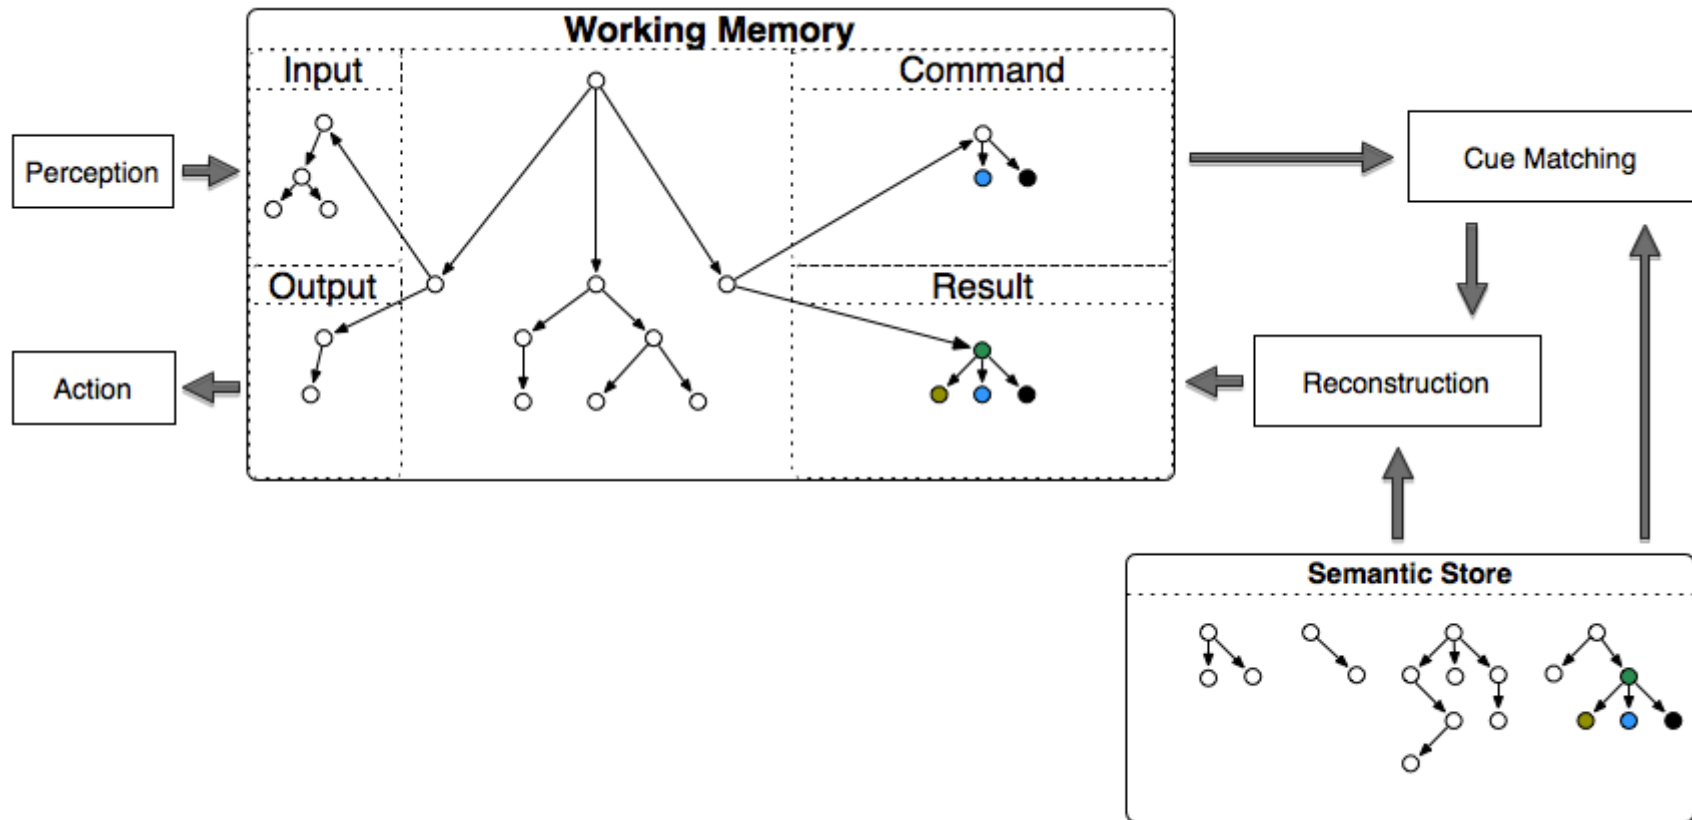 Working Memory
Input
Command
Perception
Cue Matching
Output
Result
Action
Reconstruction
Semantic Store